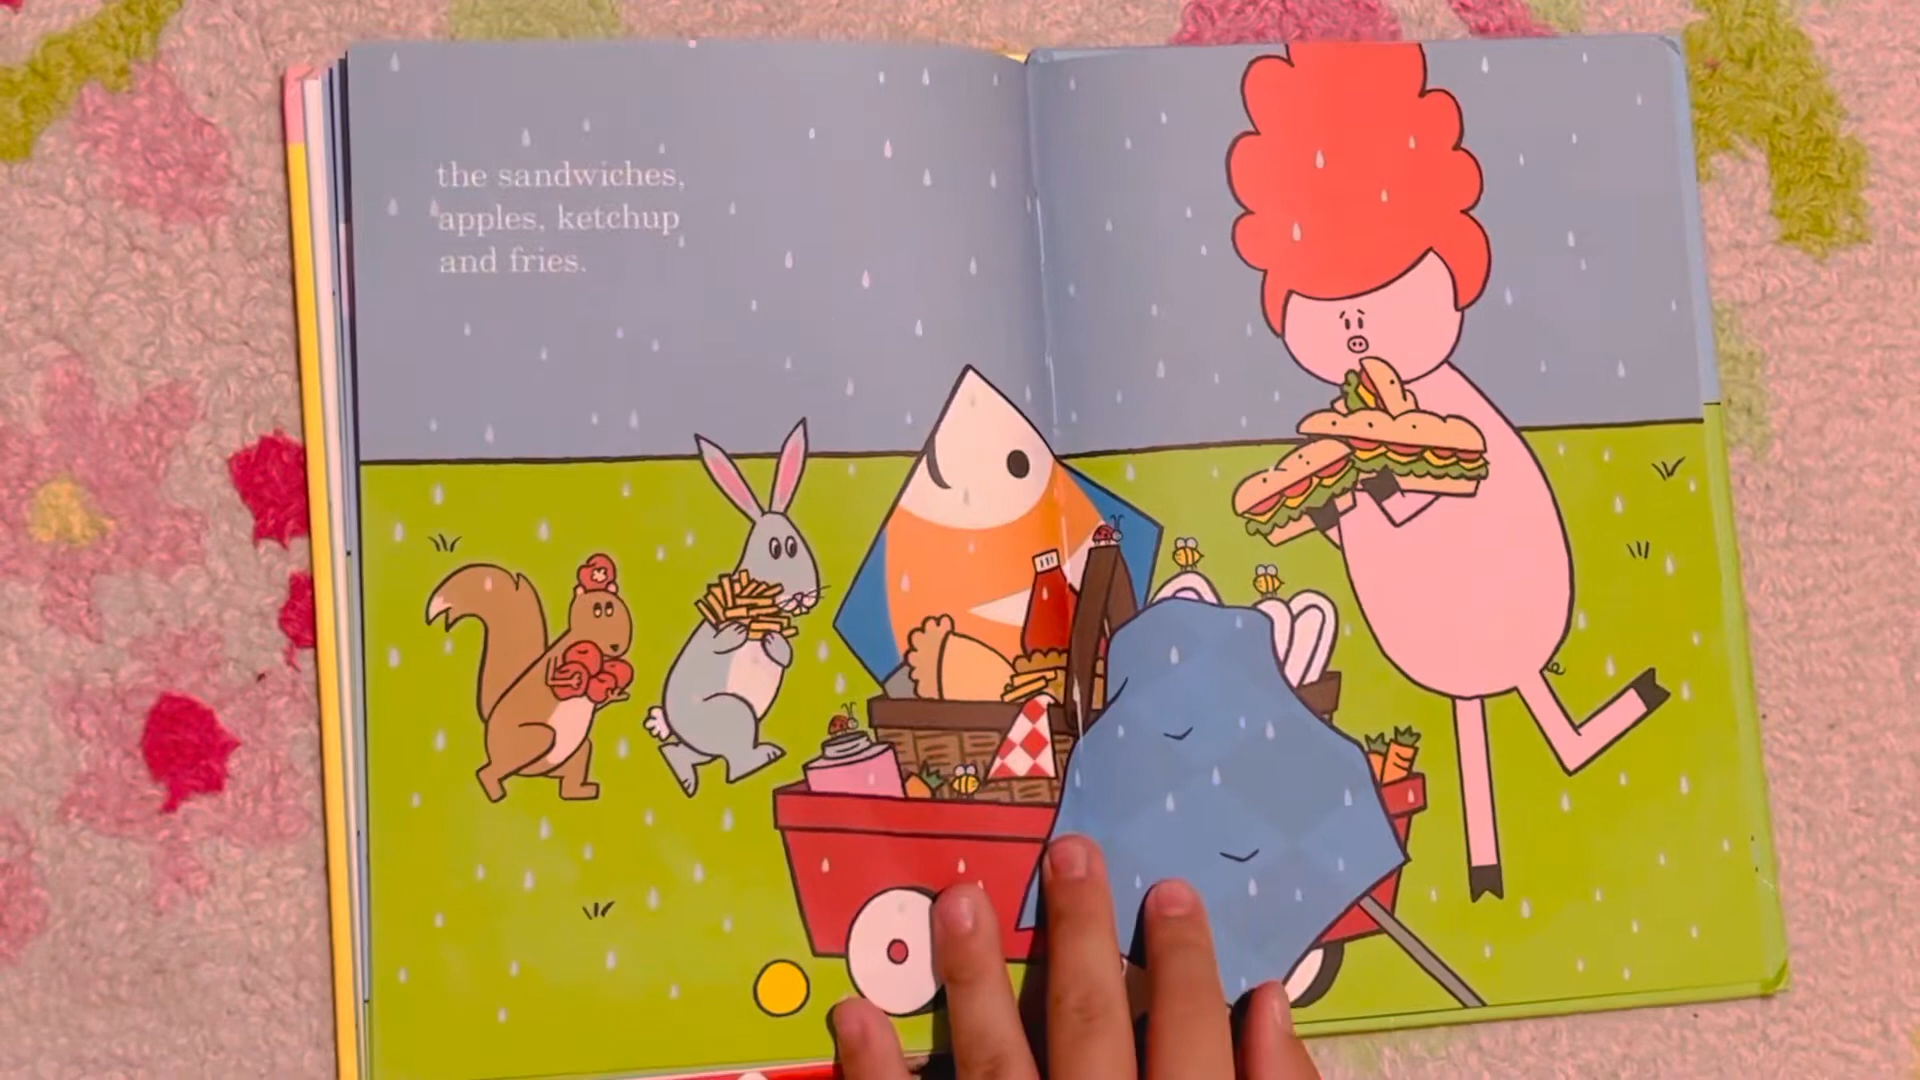 the sandwiches,
apples, ketchup
and fries.